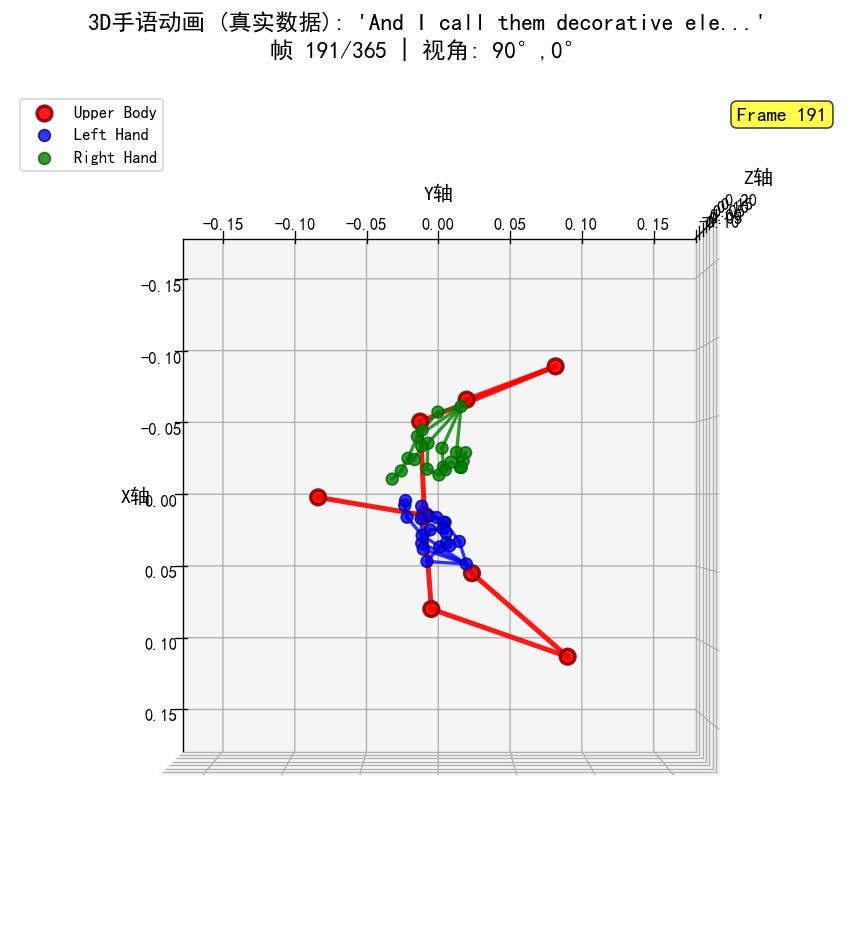 3D手语动画 (真实数据): 'And I call them decorative ele...'
帧 191/365 | 视角: 90°,0°
Upper Body
Left Hand
Right Hand
Frame 191
Z轴
Y轴
-0.15 -0.10 -0.05 0.00 0.05 0.10 0.15
-0.15
-0.10
-0.05
X轴 0.00
0.05
0.10
0.15